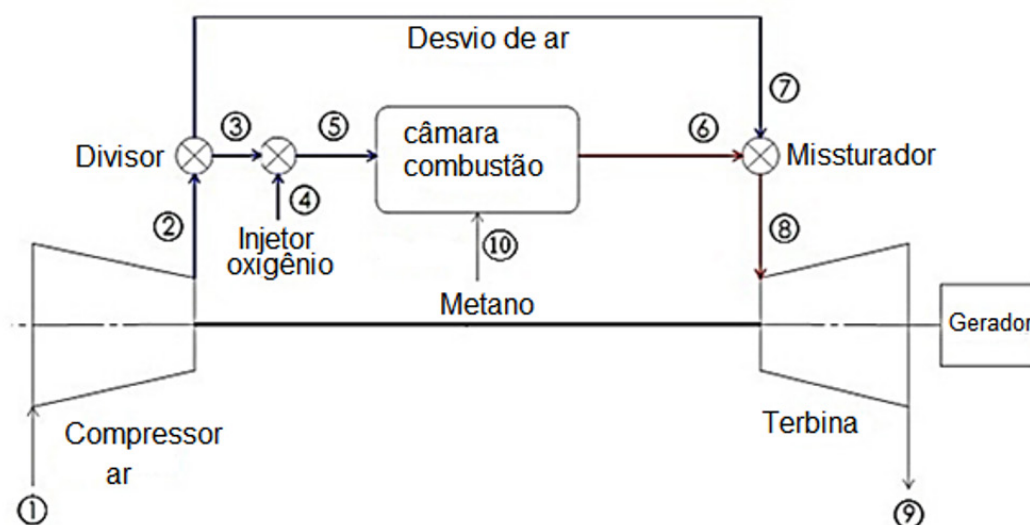 Desvio de ar
⑦
③
⑤
câmara
combustão
⑥
Divisor
Missturador
④
②
Injetor
oxigênio
⑩
⑧
Metano
Gerador
Compressor
ar
Terbina
①
⑨